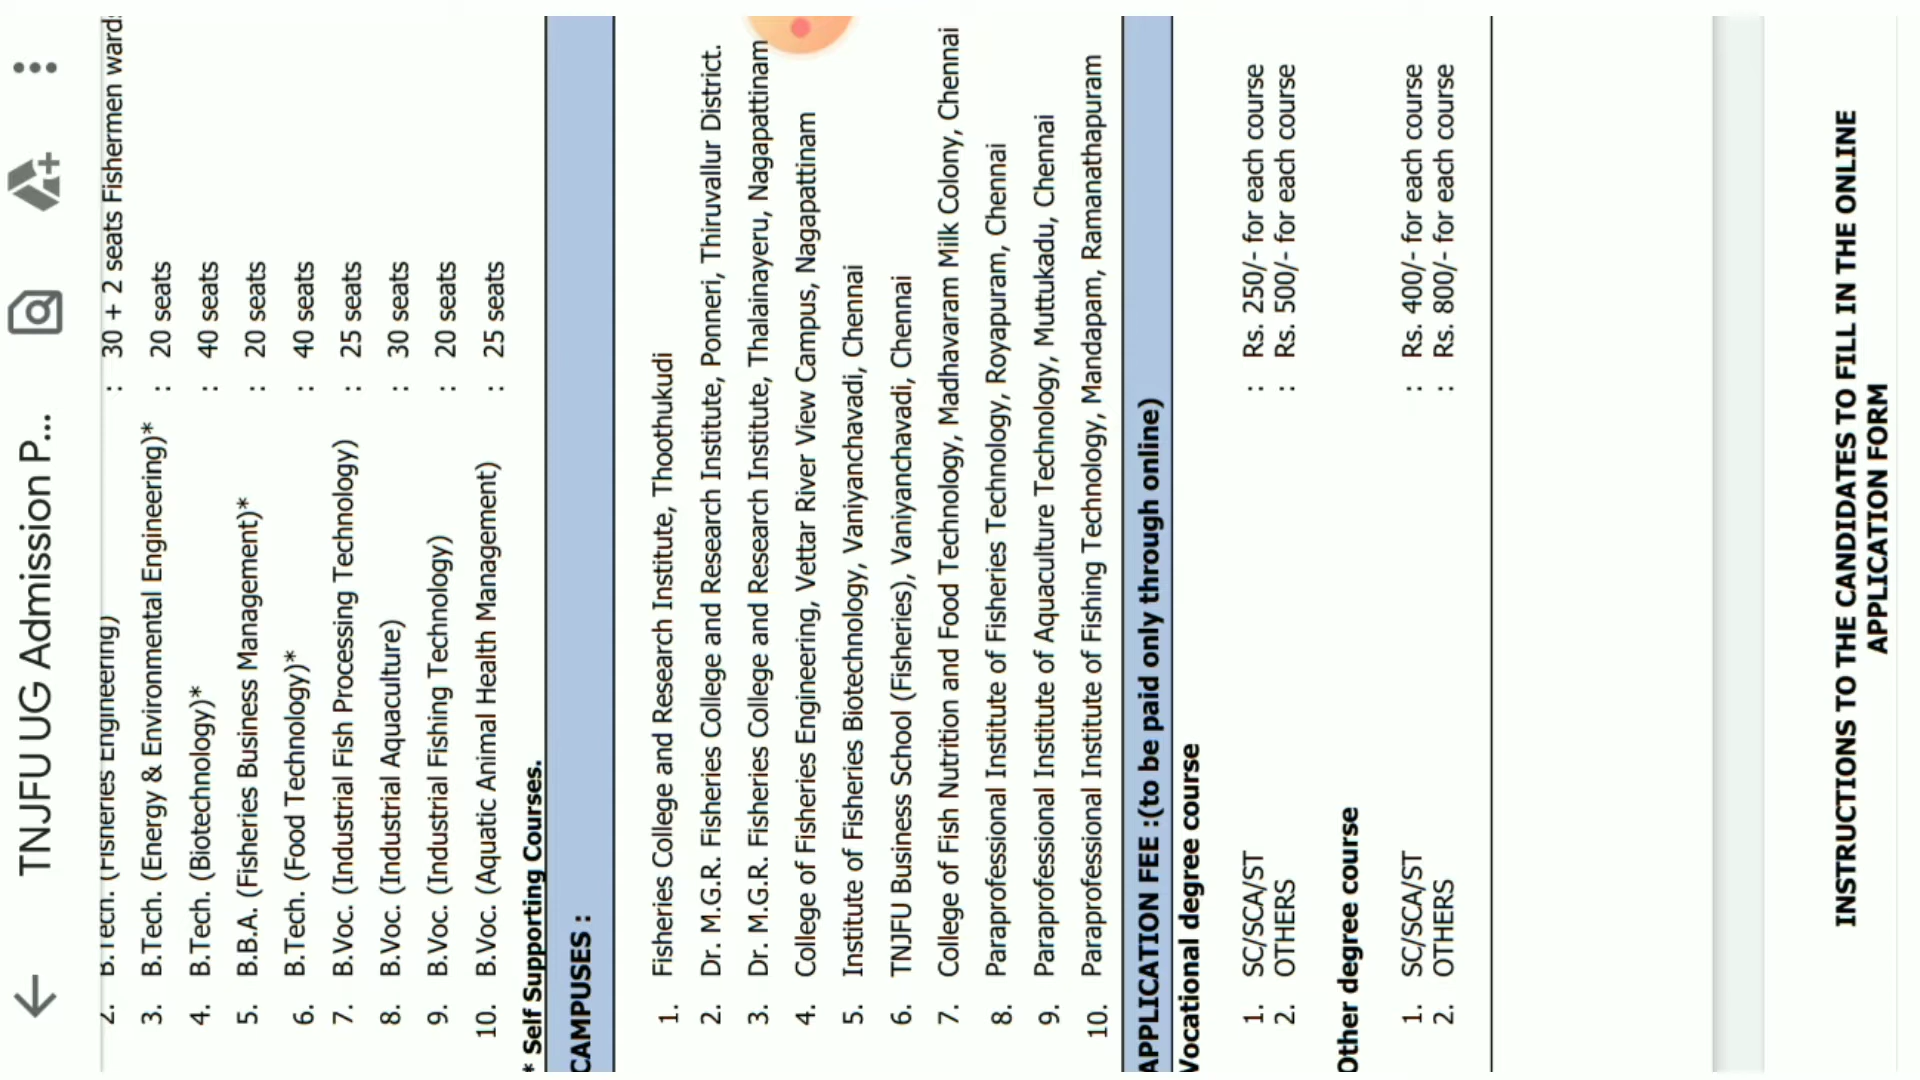 TNJFU UG Admission P...
2. B.Tech. (Fisheries Engineering) : 30 + 2 seats Fishermen wards
3. B.Tech. (Energy & Environmental Engineering)* : 20 seats
4. B.Tech. (Biotechnology)* : 40 seats
5. B.B.A. (Fisheries Business Management)* : 20 seats
6. B.Tech. (Food Technology)* : 40 seats
7. B.Voc. (Industrial Fish Processing Technology) : 25 seats
8. B.Voc. (Industrial Aquaculture) : 30 seats
9. B.Voc. (Industrial Fishing Technology) : 20 seats
10. B.Voc. (Aquatic Animal Health Management) : 25 seats
* Self Supporting Courses.
CAMPUSES :
1. Fisheries College and Research Institute, Thoothukudi
2. Dr. M.G.R. Fisheries College and Research Institute, Ponneri, Thiruvallur District.
3. Dr. M.G.R. Fisheries College and Research Institute, Thalainayeru, Nagapattinam
4. College of Fisheries Engineering, Vettar River View Campus, Nagapattinam
5. Institute of Fisheries Biotechnology, Vaniyanchavadi, Chennai
6. TNJFU Business School (Fisheries), Vaniyanchavadi, Chennai
7. College of Fish Nutrition and Food Technology, Madhavaram Milk Colony, Chennai
8. Paraprofessional Institute of Fisheries Technology, Royapuram, Chennai
9. Paraprofessional Institute of Aquaculture Technology, Muttukadu, Chennai
10. Paraprofessional Institute of Fishing Technology, Mandapam, Ramanathapuram
APPLICATION FEE :(to be paid only through online)
Vocational degree course
1. SC/SCA/ST : Rs. 250/- for each course
2. OTHERS : Rs. 500/- for each course
Other degree course
1. SC/SCA/ST : Rs. 400/- for each course
2. OTHERS : Rs. 800/- for each course
INSTRUCTIONS TO THE CANDIDATES TO FILL IN THE ONLINE
APPLICATION FORM